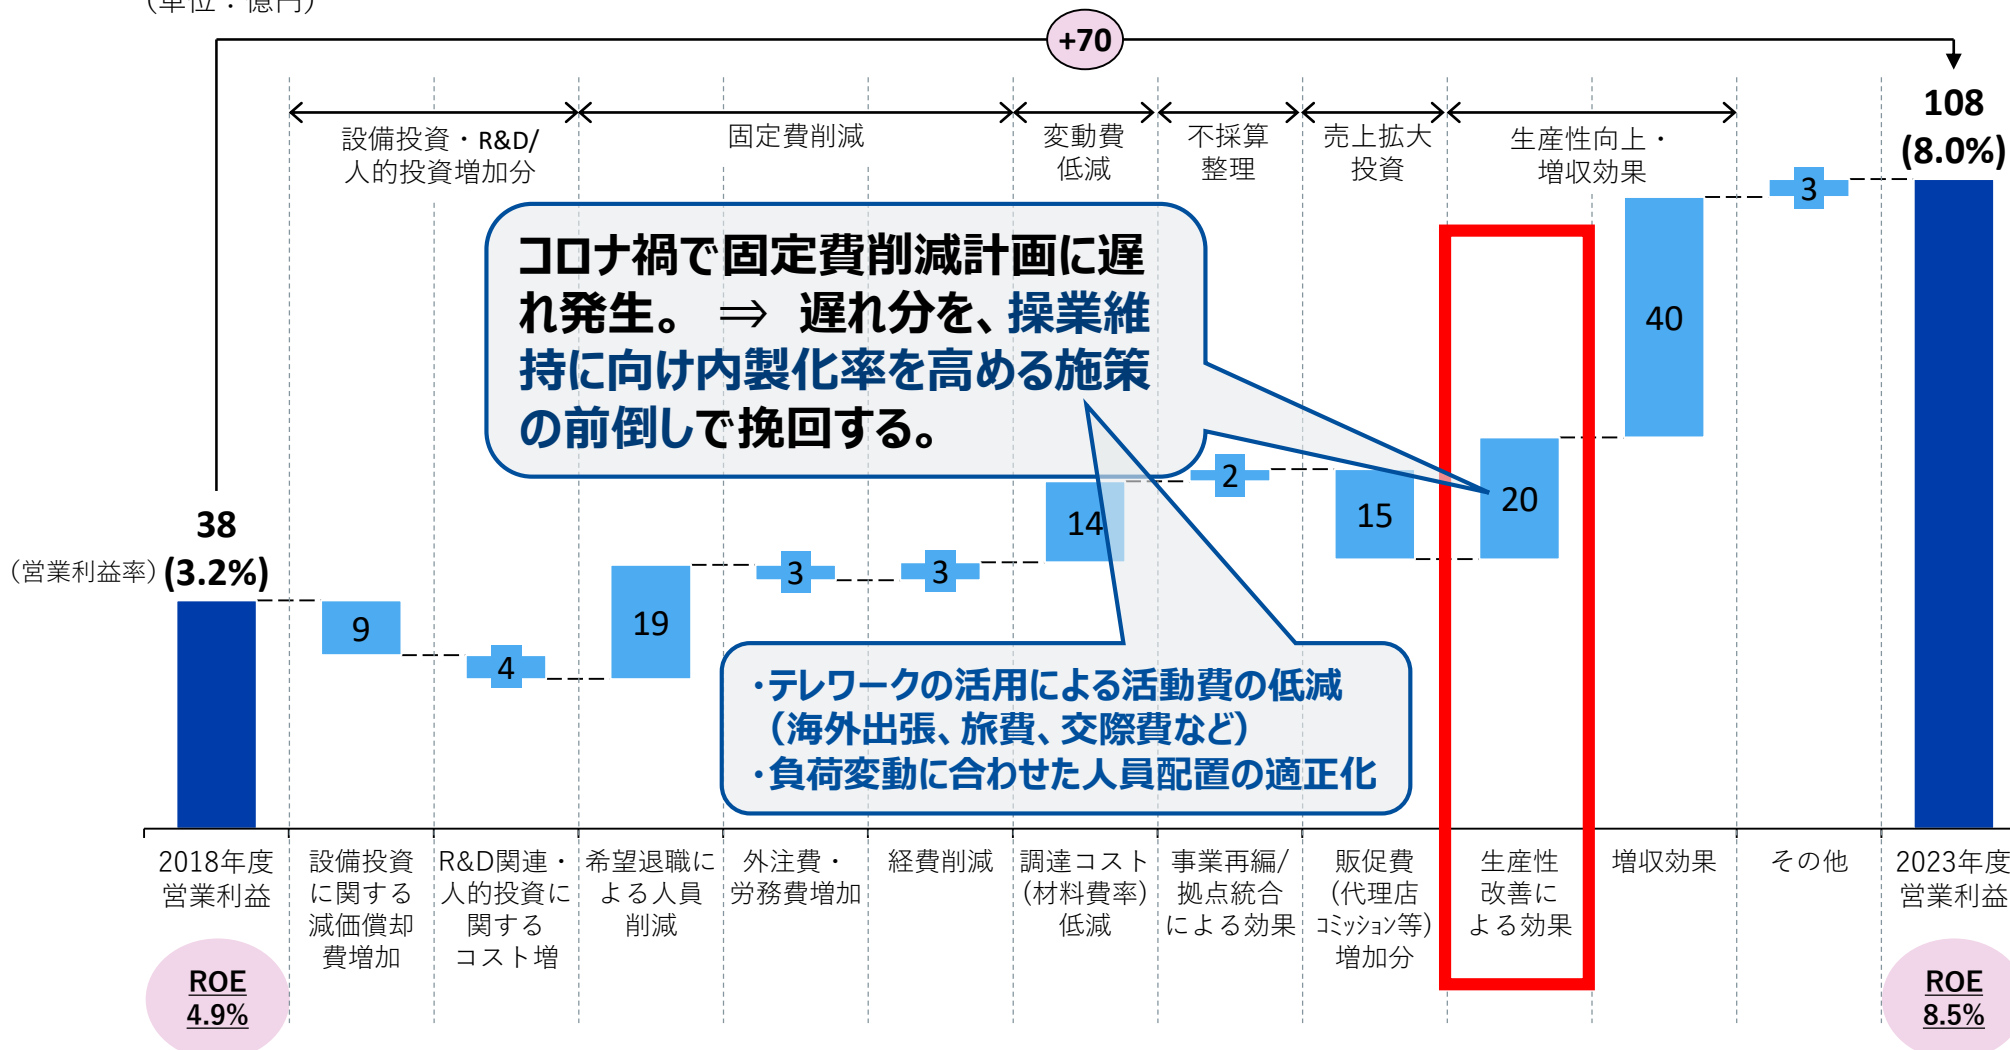 （単位：億円）
+70
108
(8.0%)
設備投資・R&D/
人的投資増加分
固定費削減
変動費
低減
不採算
整理
売上拡大
投資
生産性向上・
増収効果
コロナ禍で固定費削減計画に遅
れ発生。 ⇒ 遅れ分を、操業維
持に向け内製化率を高める施策
の前倒しで挽回する。
38
（営業利益率）(3.2%)
9
4
19
3
3
14
2
15
20
40
3
・テレワークの活用による活動費の低減
（海外出張、旅費、交際費など）
・負荷変動に合わせた人員配置の適正化
2018年度
営業利益
設備投資
に関する
減価償却
費増加
R&D関連・
人的投資に
関する
コスト増
希望退職に
よる人員
削減
外注費・
労務費増加
経費削減
調達コスト
(材料費率)
低減
事業再編/
拠点統合
による効果
販促費
(代理店
ｺﾐｯｼｮﾝ等)
増加分
生産性
改善に
よる効果
増収効果
その他
2023年度
営業利益
ROE
4.9%
ROE
8.5%